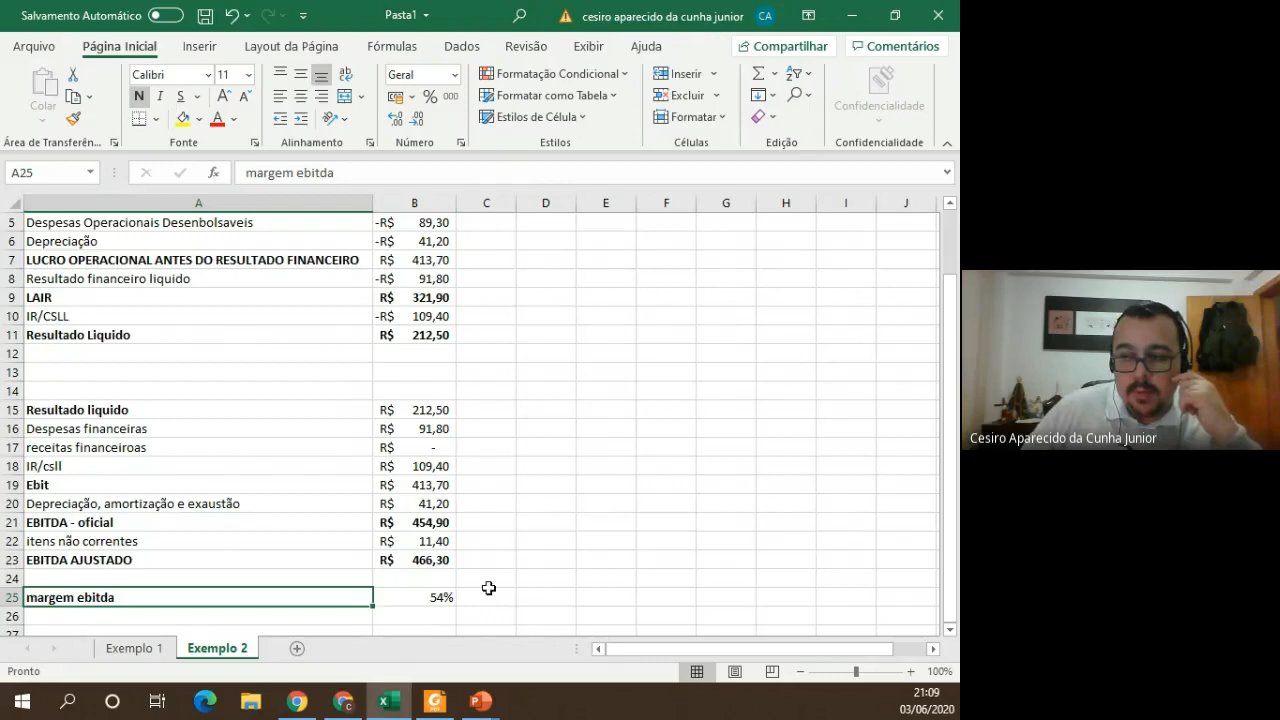 Salvamento Automático
Pasta1
cesiro aparecido da cunha junior
CA
Arquivo Página Inicial Inserir Layout da Página Fórmulas Dados Revisão Exibir Ajuda
Compartilhar Comentários
Colar
Calibri 11
N I S A A
A
Geral
% 000
Formatação Condicional
Formatar como Tabela
Estilos de Célula
Inserir
Excluir
Formatar
Confidencialidade
Área de Transferên... Fonte Alinhamento Número Estilos Células Edição Confidencialidade
A25 fx margem ebitda
A B C D E F G H I J
5 Despesas Operacionais Desenbolsaveis -R$ 89,30
6 Depreciação -R$ 41,20
7 LUCRO OPERACIONAL ANTES DO RESULTADO FINANCEIRO R$ 413,70
8 Resultado financeiro liquido -R$ 91,80
9 LAIR R$ 321,90
10 IR/CSLL -R$ 109,40
11 Resultado Liquido R$ 212,50
12
13
14
15 Resultado liquido R$ 212,50
16 Despesas financeiras R$ 91,80
17 receitas financeiroas R$ -
18 IR/csll R$ 109,40
19 Ebit R$ 413,70
20 Depreciação, amortização e exaustão R$ 41,20
21 EBITDA - oficial R$ 454,90
22 itens não correntes R$ 11,40
23 EBITDA AJUSTADO R$ 466,30
24
25 margem ebitda 54%
26
27
Exemplo 1 Exemplo 2
Pronto
100%
21:09
03/06/2020
Cesiro Aparecido da Cunha Junior